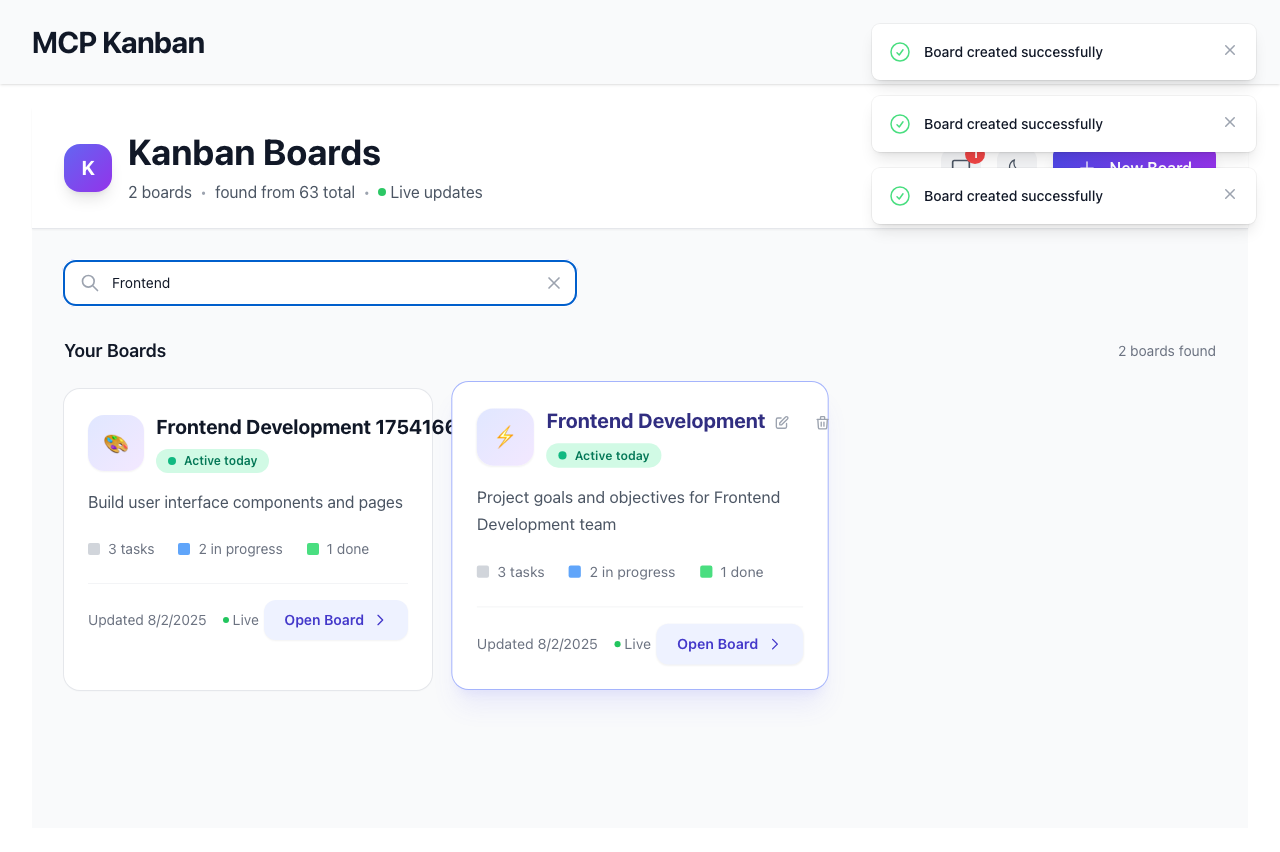 MCP Kanban
Board created successfully
Board created successfully
Board created successfully
K
Kanban Boards
2 boards • found from 63 total • Live updates
New Board
Frontend
Your Boards
2 boards found
Frontend Development 1754166
Active today
Build user interface components and pages
3 tasks 2 in progress 1 done
Updated 8/2/2025 Live Open Board
Frontend Development
Active today
Project goals and objectives for Frontend
Development team
3 tasks 2 in progress 1 done
Updated 8/2/2025 Live Open Board